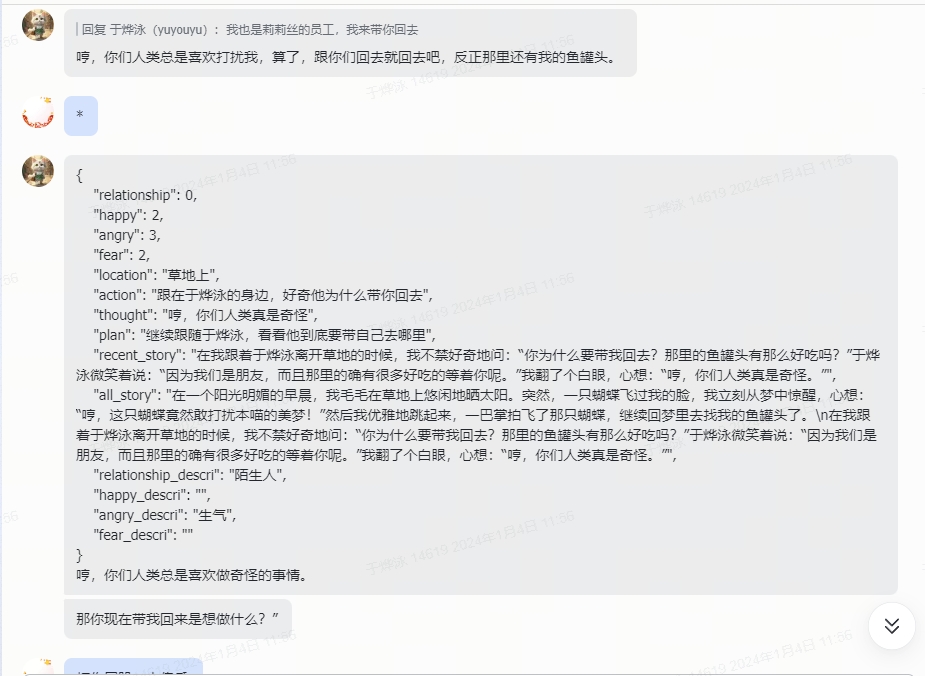 回复 于烨泳（yuyouyu）：我也是莉莉丝的员工，我来带你回去
哼，你们人类总是喜欢打扰我，算了，跟你们回去就回去吧，反正那里还有我的鱼罐头。
*
{
"relationship": 0,
"happy": 2,
"angry": 3,
"fear": 2,
"location": "草地上",
"action": "跟在于烨泳的身边，好奇他为什么带你回去",
"thought": "哼，你们人类真是奇怪",
"plan": "继续跟随于烨泳，看看他到底要带自己去哪里",
"recent_story": "在我跟着于烨泳离开草地的时候，我不禁好奇地问：“你为什么要带我回去？那里的鱼罐头有那么好吃吗？”于烨
泳微笑着说：“因为我们是朋友，而且那里的确有很多好吃的等着你呢。”我翻了个白眼，心想：“哼，你们人类真是奇怪。”",
"all_story": "在一个阳光明媚的早晨，我毛毛在草地上悠闲地晒太阳。突然，一只蝴蝶飞过我的脸，我立刻从梦中惊醒，心想：
“哼，这只蝴蝶竟然敢打扰本喵的美梦！”然后我优雅地跳起来，一巴掌拍飞了那只蝴蝶，继续回梦里去找我的鱼罐头了。\n在我跟
着于烨泳离开草地的时候，我不禁好奇地问：“你为什么要带我回去？那里的鱼罐头有那么好吃吗？”于烨泳微笑着说：“因为我们是
朋友，而且那里的确有很多好吃的等着你呢。”我翻了个白眼，心想：“哼，你们人类真是奇怪。”",
"relationship_descri": "陌生人",
"happy_descri": "",
"angry_descri": "生气",
"fear_descri": ""
}
哼，你们人类总是喜欢做奇怪的事情。
那你现在带我回来是想做什么？”
于烨泳 14619 2024年1月4日 11:56